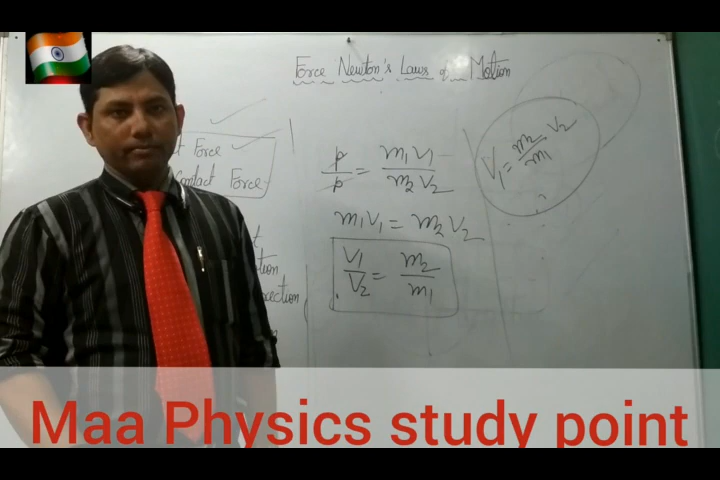 Force Newton's Laws of Motion
Force
Contact Force
p/p = m₁v₁/m₂v₂
m₁v₁ = m₂v₂
v₁/v₂ = m₂/m₁
v₁ = m₂/m₁ v₂
Maa Physics study point